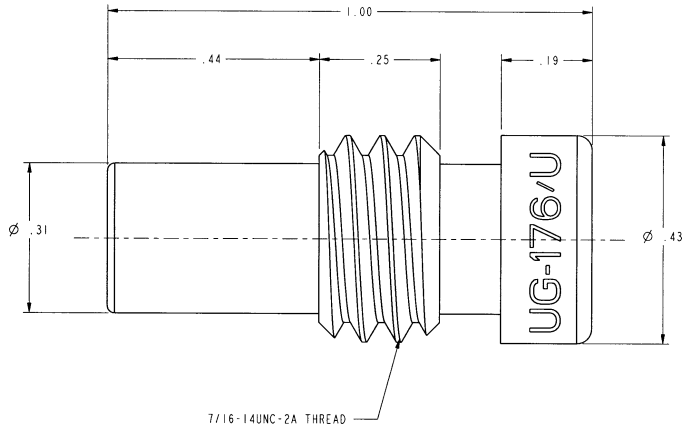 1.00
.44
.25
.19
Ø .31
Ø .43
UG-176/U
7/16-14UNC-2A THREAD